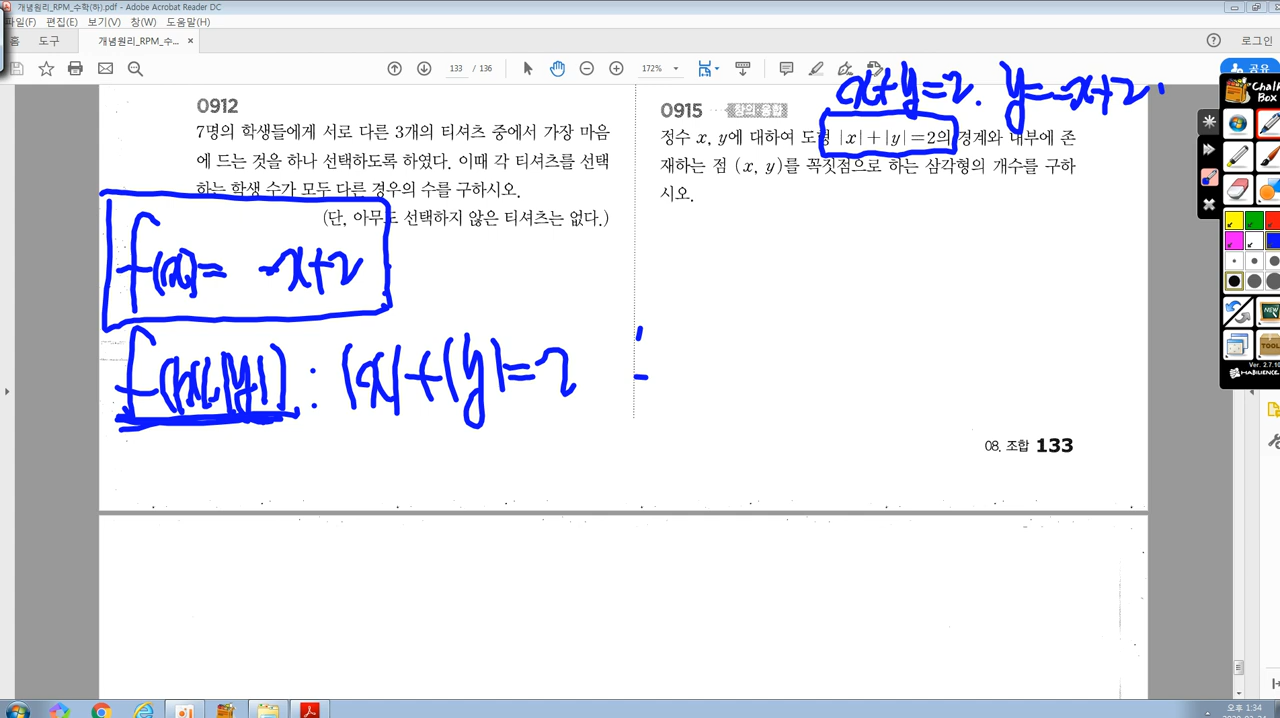 개념원리_RPM_수학(하).pdf - Adobe Acrobat Reader DC
파일(F) 편집(E) 보기(V) 창(W) 도움말(H)
홈 도구 개념원리_RPM_수... × 로그인
133 / 136 172% 공유
x+y=2. y=-x+2
0912
7명의 학생들에게 서로 다른 3개의 티셔츠 중에서 가장 마음
에 드는 것을 하나 선택하도록 하였다. 이때 각 티셔츠를 선택
하는 학생 수가 모두 다른 경우의 수를 구하시오.
(단, 아무도 선택하지 않은 티셔츠는 없다.)
f(x)= -x+2
f(|x|,|y|) : |x|+|y|=2
0915 창의 융합
정수 x, y에 대하여 도형 |x|+|y|=2의 경계와 내부에 존
재하는 점 (x, y)를 꼭짓점으로 하는 삼각형의 개수를 구하
시오.
08. 조합 133
Chalk
Box
NEW
TOOL
Ver. 2.7.10
HABILIENCE.
오후 1:34